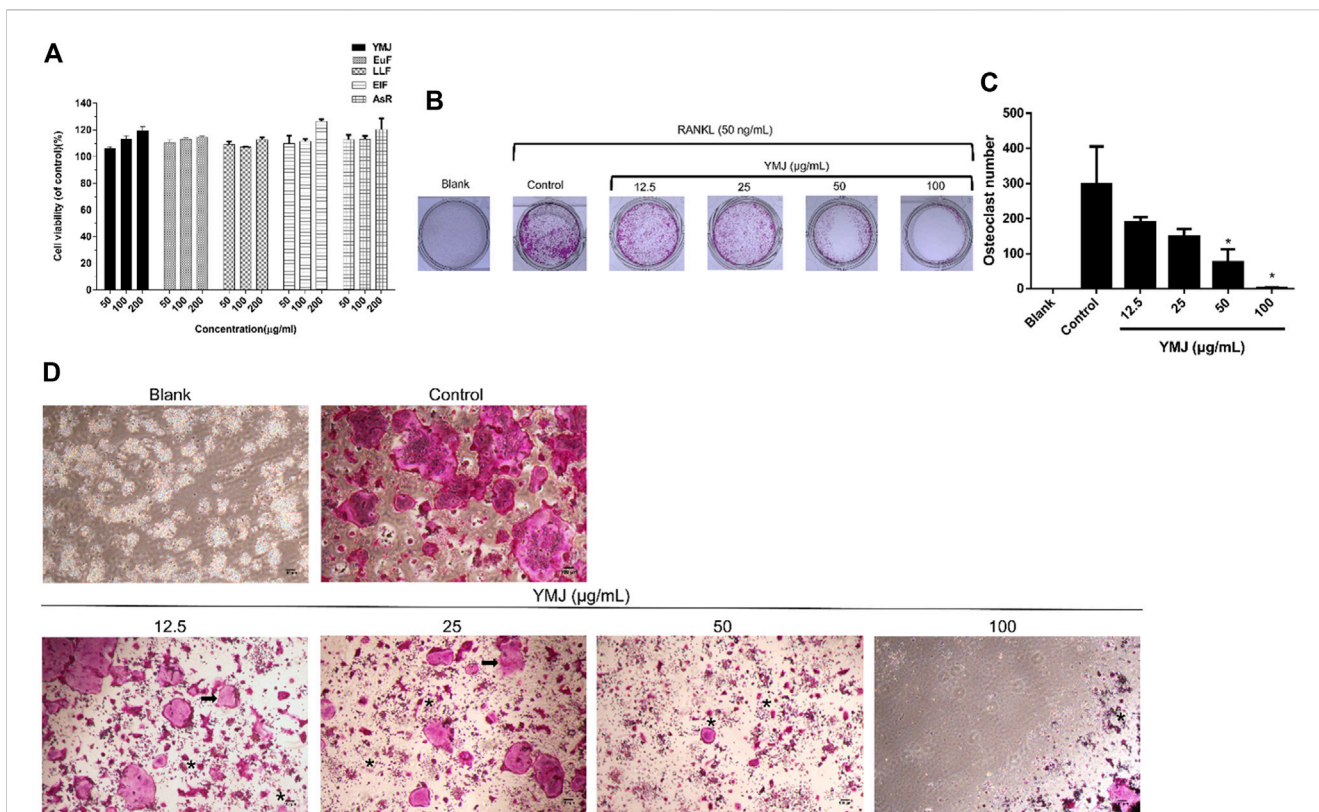 A
YMJ
EuF
LLF
ElF
AsR
Cell viability (of control)(%)
140
120
100
80
60
40
20
0
50 100 200 50 100 200 50 100 200 50 100 200 50 100 200
Concentration(μg/ml)
B
RANKL (50 ng/mL)
YMJ (μg/mL)
Blank Control 12.5 25 50 100
C
Osteoclast number
500
400
300
200
100
0
* *
Blank Control 12.5 25 50 100
YMJ (μg/mL)
D
Blank Control
YMJ (μg/mL)
12.5 25 50 100
* * * * * * *